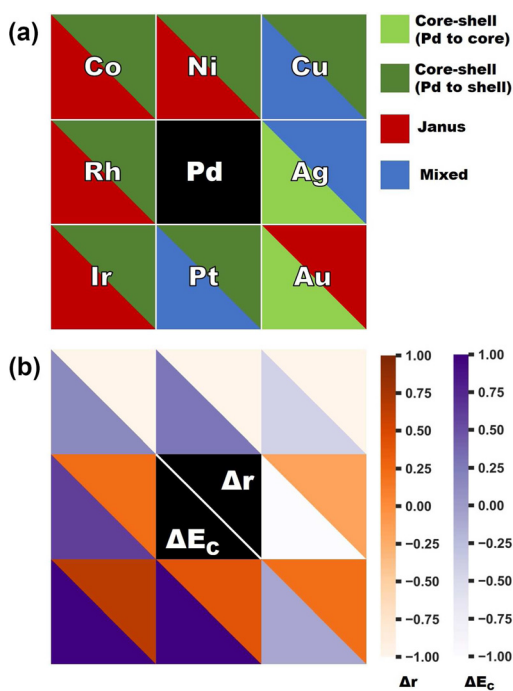 (a)
Co Ni Cu
Rh Pd Ag
Ir Pt Au
Core-shell
(Pd to core)
Core-shell
(Pd to shell)
Janus
Mixed
(b)
Δr
ΔEC
1.00
0.75
0.50
0.25
0.00
−0.25
−0.50
−0.75
−1.00
Δr
1.00
0.75
0.50
0.25
0.00
−0.25
−0.50
−0.75
−1.00
ΔEC